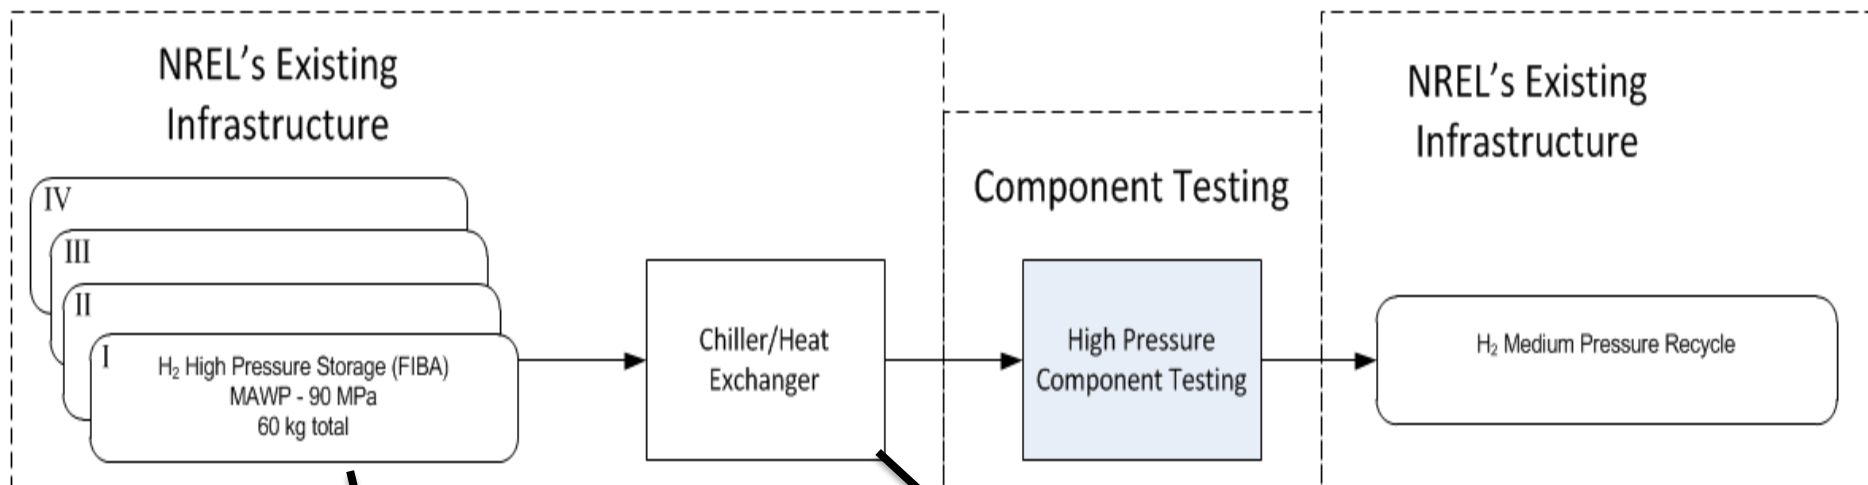 NREL's Existing
Infrastructure
IV
III
II
I
H₂ High Pressure Storage (FIBA)
MAWP - 90 MPa
60 kg total
Chiller/Heat
Exchanger
Component Testing
High Pressure
Component Testing
NREL's Existing
Infrastructure
H₂ Medium Pressure Recycle